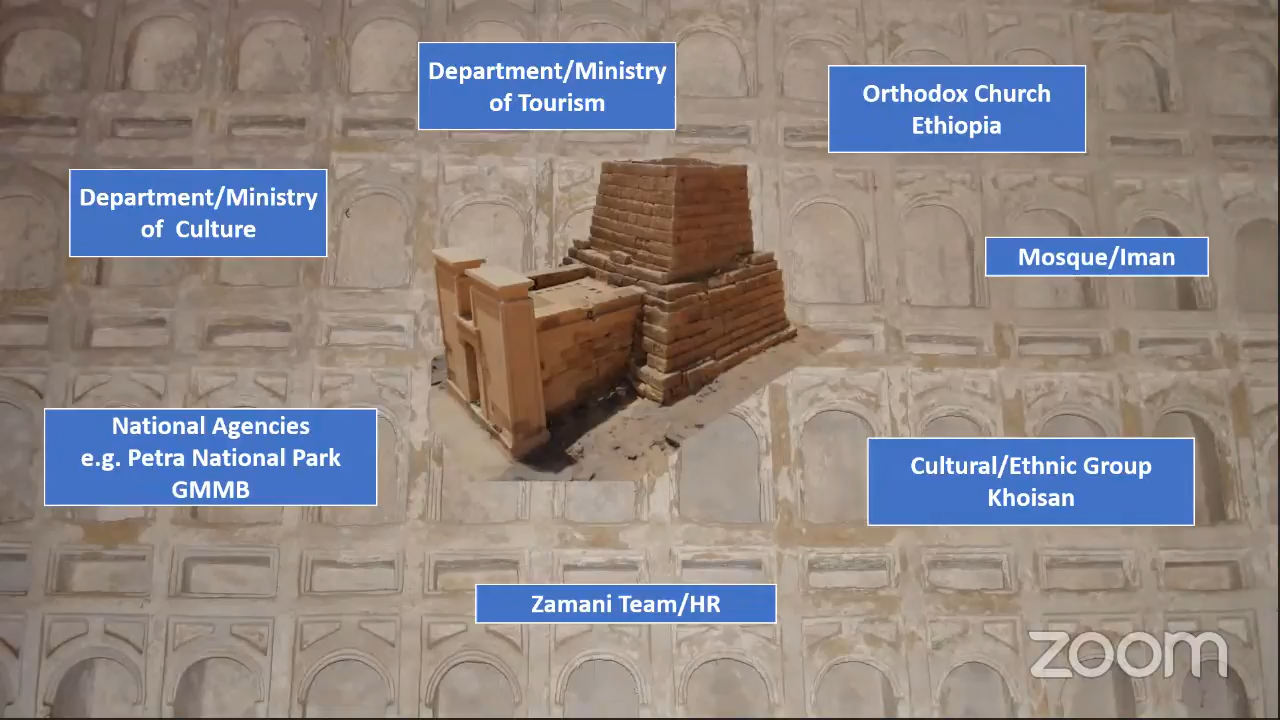 Department/Ministry
of Tourism
Orthodox Church
Ethiopia
Department/Ministry
of Culture
Mosque/Iman
National Agencies
e.g. Petra National Park
GMMB
Cultural/Ethnic Group
Khoisan
Zamani Team/HR
zoom